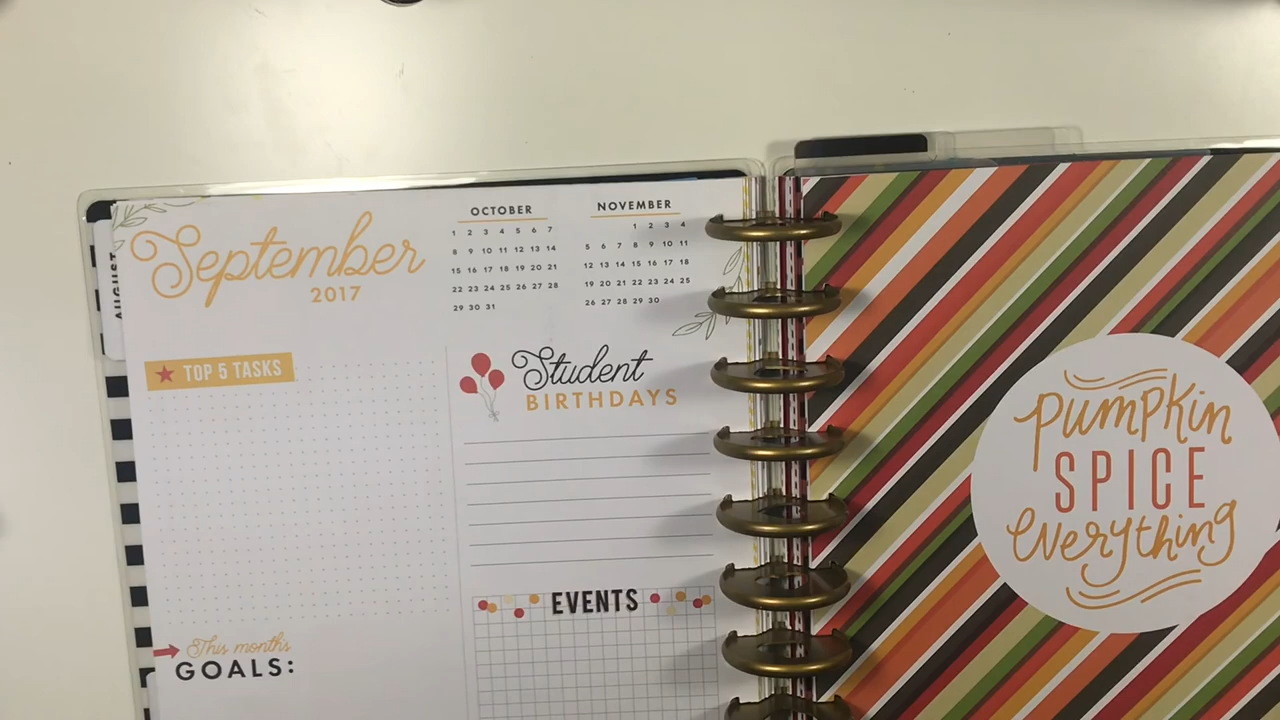 AUGUST
September
2017
OCTOBER
1 2 3 4 5 6 7
8 9 10 11 12 13 14
15 16 17 18 19 20 21
22 23 24 25 26 27 28
29 30 31
NOVEMBER
1 2 3 4
5 6 7 8 9 10 11
12 13 14 15 16 17 18
19 20 21 22 23 24 25
26 27 28 29 30
TOP 5 TASKS
Student
BIRTHDAYS
EVENTS
This month's
GOALS:
pumpkin
SPICE
everything